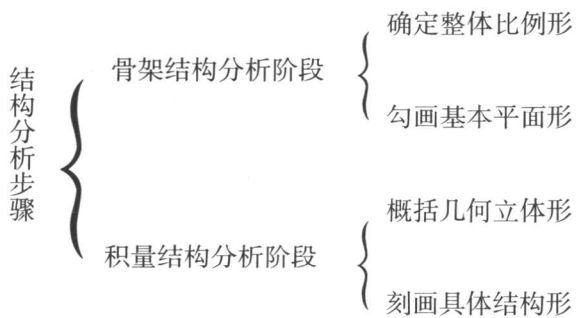 结构分析步骤
骨架结构分析阶段
确定整体比例形
勾画基本平面形
积量结构分析阶段
概括几何立体形
刻画具体结构形